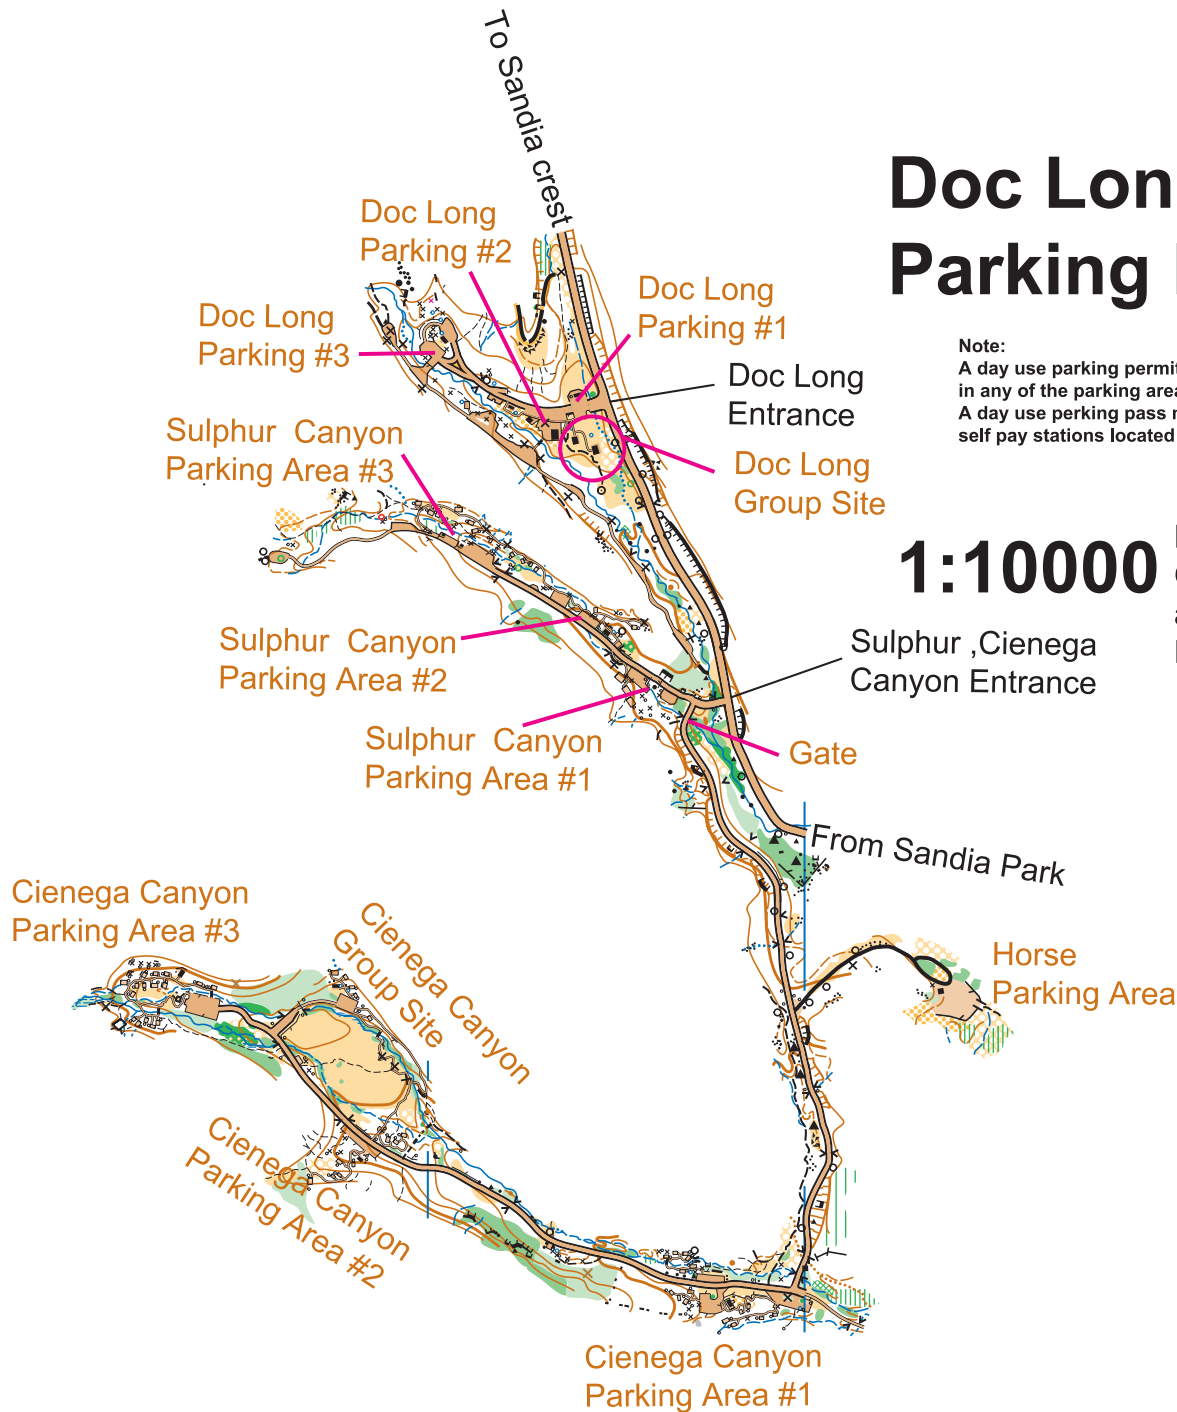 To Sandia crest
Doc Lon
Parking
Doc Long
Parking #2
Doc Long
Parking #1
Doc Long
Parking #3
Note:
A day use parking permit
in any of the parking area
A day use perking pass
self pay stations located
Doc Long
Entrance
Sulphur Canyon
Parking Area #3
Doc Long
Group Site
1:10000
Sulphur Canyon
Parking Area #2
Sulphur ,Cienega
Canyon Entrance
Sulphur Canyon
Parking Area #1
Gate
From Sandia Park
Cienega Canyon
Parking Area #3
Cienega Canyon
Group Site
Horse
Parking Area
Cienega Canyon
Parking Area #2
Cienega Canyon
Parking Area #1